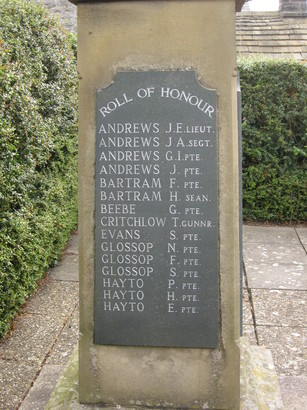 ROLL OF HONOUR
ANDREWS J.E. LIEUT.
ANDREWS J A. SEGT.
ANDREWS G.I. PTE.
ANDREWS J. PTE.
BARTRAM F. PTE.
BARTRAM H. SEAN.
BEEBE G. PTE.
CRITCHLOW T. GUNNR.
EVANS S. PTE.
GLOSSOP N. PTE.
GLOSSOP F. PTE.
GLOSSOP S. PTE.
HAYTO P. PTE.
HAYTO H. PTE.
HAYTO E. PTE.